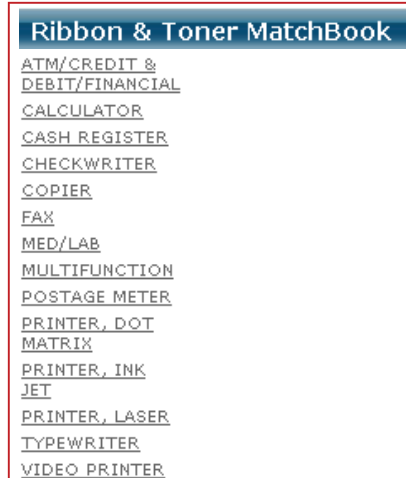 Ribbon & Toner MatchBook
ATM/CREDIT &
DEBIT/FINANCIAL
CALCULATOR
CASH REGISTER
CHECKWRITER
COPIER
FAX
MED/LAB
MULTIFUNCTION
POSTAGE METER
PRINTER, DOT
MATRIX
PRINTER, INK
JET
PRINTER, LASER
TYPEWRITER
VIDEO PRINTER